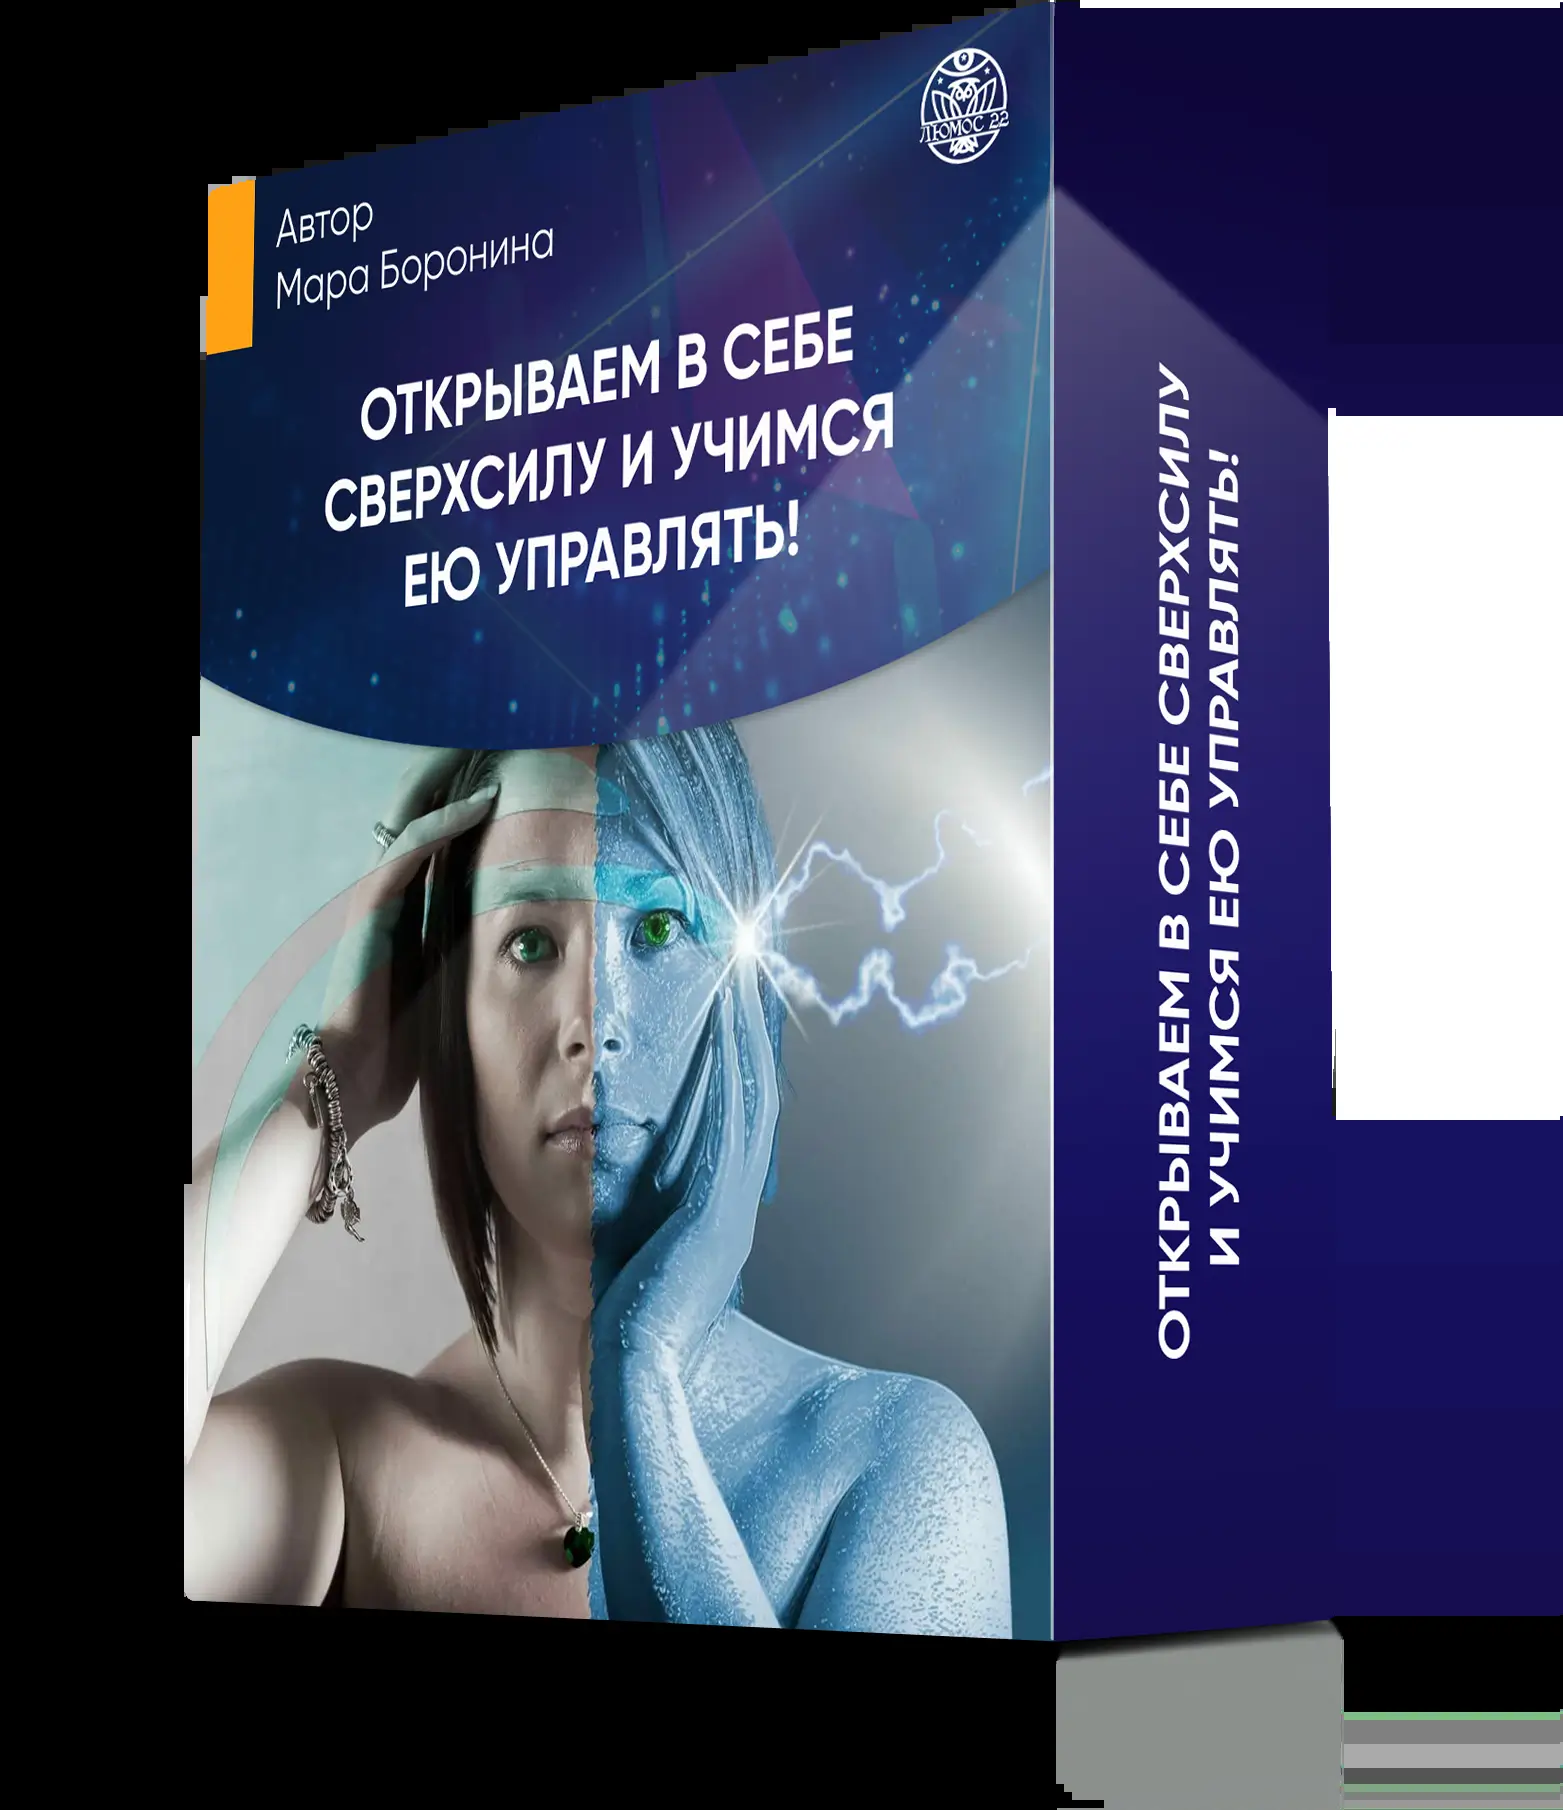 ЛЮМОС 22
Автор
Мара Боронина
ОТКРЫВАЕМ В СЕБЕ
СВЕРХСИЛУ И УЧИМСЯ
ЕЮ УПРАВЛЯТЬ!
ОТКРЫВАЕМ В СЕБЕ СВЕРХСИЛУ
И УЧИМСЯ ЕЮ УПРАВЛЯТЬ!